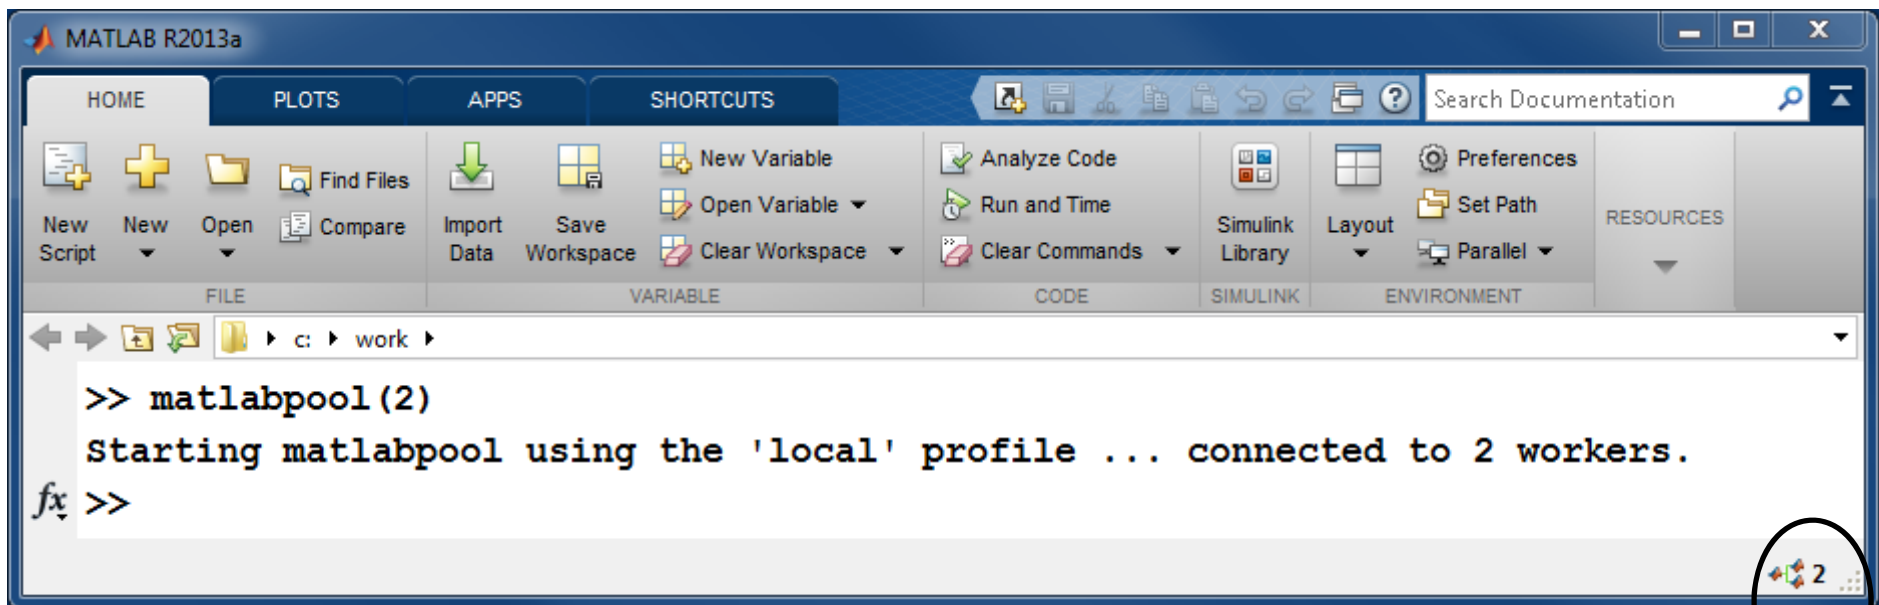 MATLAB R2013a
HOME PLOTS APPS SHORTCUTS Search Documentation
New Script
New
Open
Find Files
Compare
FILE
Import Data
Save Workspace
New Variable
Open Variable
Clear Workspace
VARIABLE
Analyze Code
Run and Time
Clear Commands
CODE
Simulink Library
SIMULINK
Layout
Preferences
Set Path
Parallel
ENVIRONMENT
RESOURCES
c: work
>> matlabpool(2)
Starting matlabpool using the 'local' profile ... connected to 2 workers.
fx >>
2